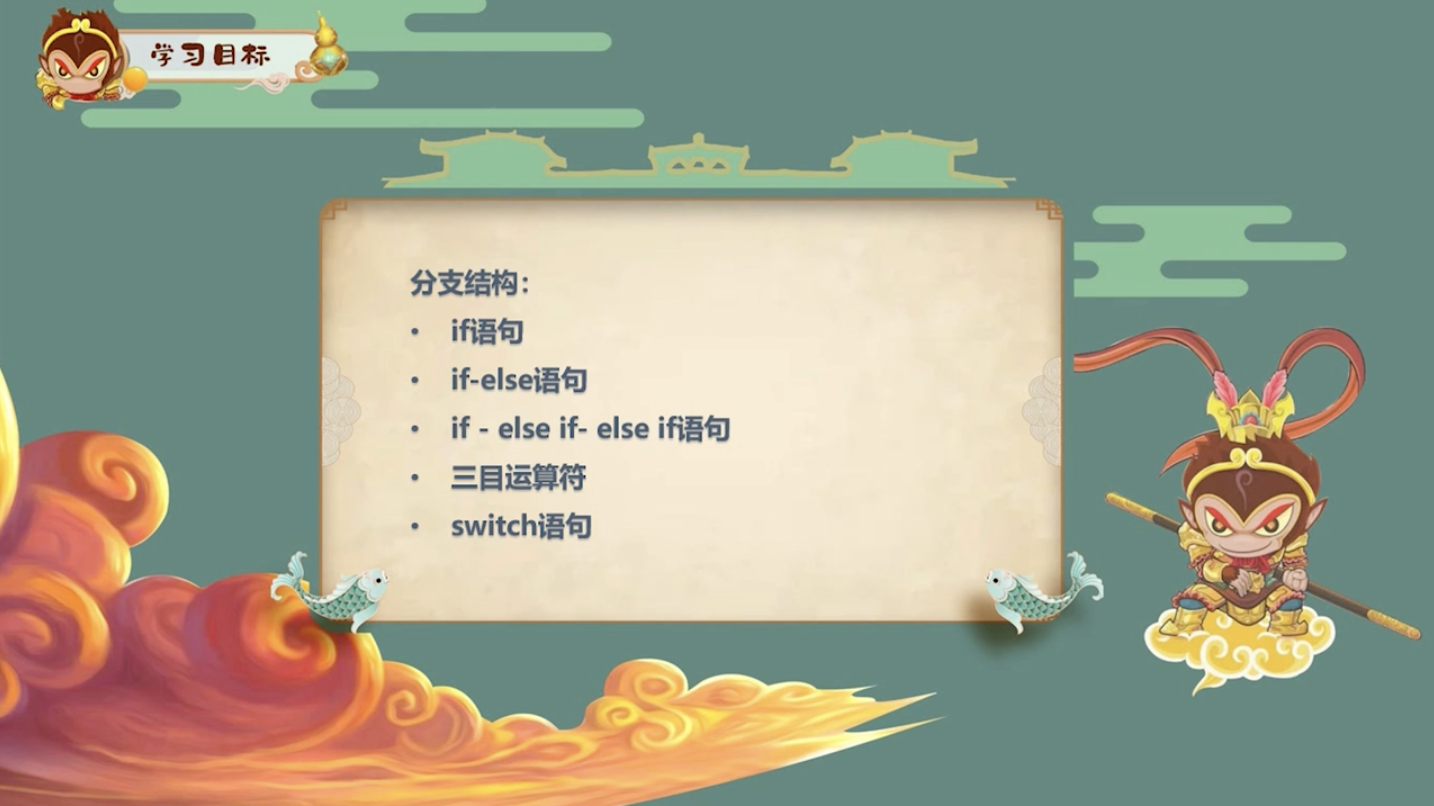 学习目标
分支结构：
• if语句
• if-else语句
• if - else if- else if语句
• 三目运算符
• switch语句